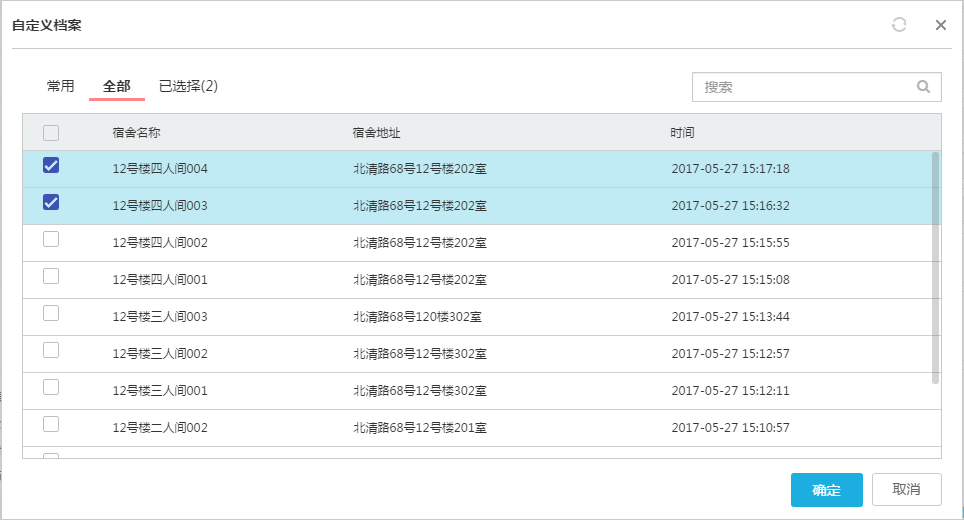 自定义档案
常用 全部 已选择(2) 搜索
宿舍名称 宿舍地址 时间
12号楼四人间004 北清路68号12号楼202室 2017-05-27 15:17:18
12号楼四人间003 北清路68号12号楼202室 2017-05-27 15:16:32
12号楼四人间002 北清路68号12号楼202室 2017-05-27 15:15:55
12号楼四人间001 北清路68号12号楼202室 2017-05-27 15:15:08
12号楼三人间003 北清路68号120楼302室 2017-05-27 15:13:44
12号楼三人间002 北清路68号12号楼302室 2017-05-27 15:12:57
12号楼三人间001 北清路68号12号楼302室 2017-05-27 15:12:11
12号楼二人间002 北清路68号12号楼201室 2017-05-27 15:10:57
确定 取消